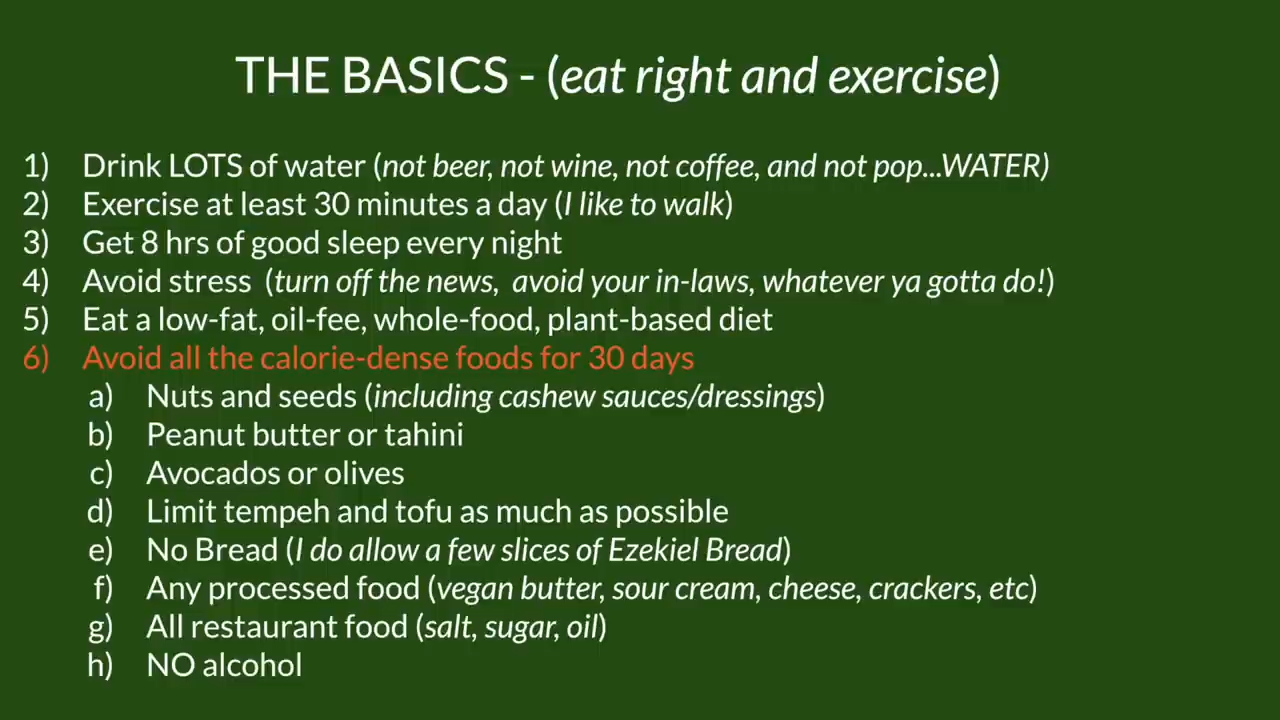 THE BASICS - (eat right and exercise)
1) Drink LOTS of water (not beer, not wine, not coffee, and not pop...WATER)
2) Exercise at least 30 minutes a day (I like to walk)
3) Get 8 hrs of good sleep every night
4) Avoid stress  (turn off the news,  avoid your in-laws, whatever ya gotta do!)
5) Eat a low-fat, oil-fee, whole-food, plant-based diet
6) Avoid all the calorie-dense foods for 30 days
a) Nuts and seeds (including cashew sauces/dressings)
b) Peanut butter or tahini
c) Avocados or olives
d) Limit tempeh and tofu as much as possible
e) No Bread (I do allow a few slices of Ezekiel Bread)
f) Any processed food (vegan butter, sour cream, cheese, crackers, etc)
g) All restaurant food (salt, sugar, oil)
h) NO alcohol